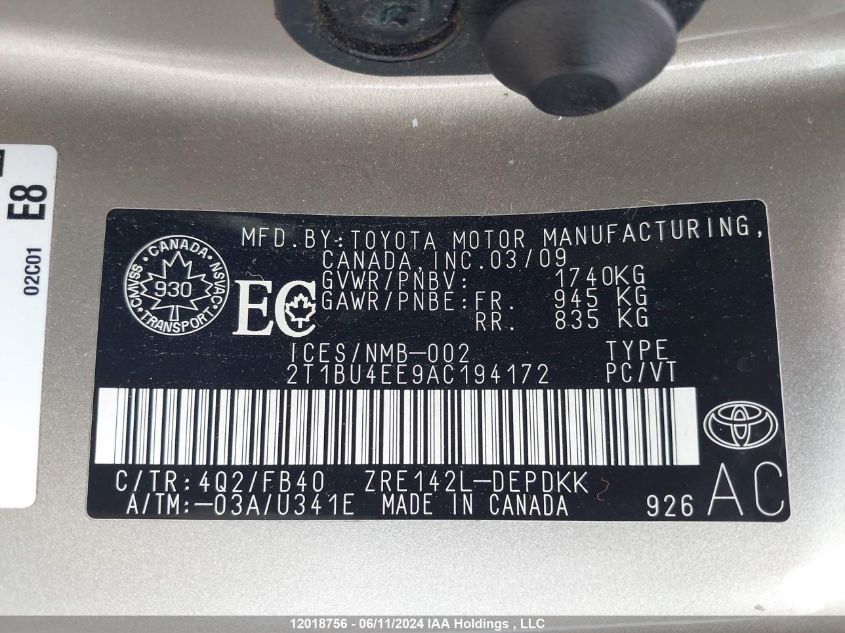 E8
02C01
MFD.BY:TOYOTA MOTOR MANUFACTURING,
CANADA, INC.03/09
GVWR/PNBV: 1740KG
GAWR/PNBE:FR. 945 KG
RR. 835 KG
CANADA
CMVSS 930 NSVAC
TRANSPORT
EC
ICES/NMB-002 TYPE
2T1BU4EE9AC194172 PC/VT
C/TR:4Q2/FB40 ZRE142L-DEPDKK
A/TM:-03A/U341E MADE IN CANADA 926 AC
12018756 - 06/11/2024 IAA Holdings , LLC